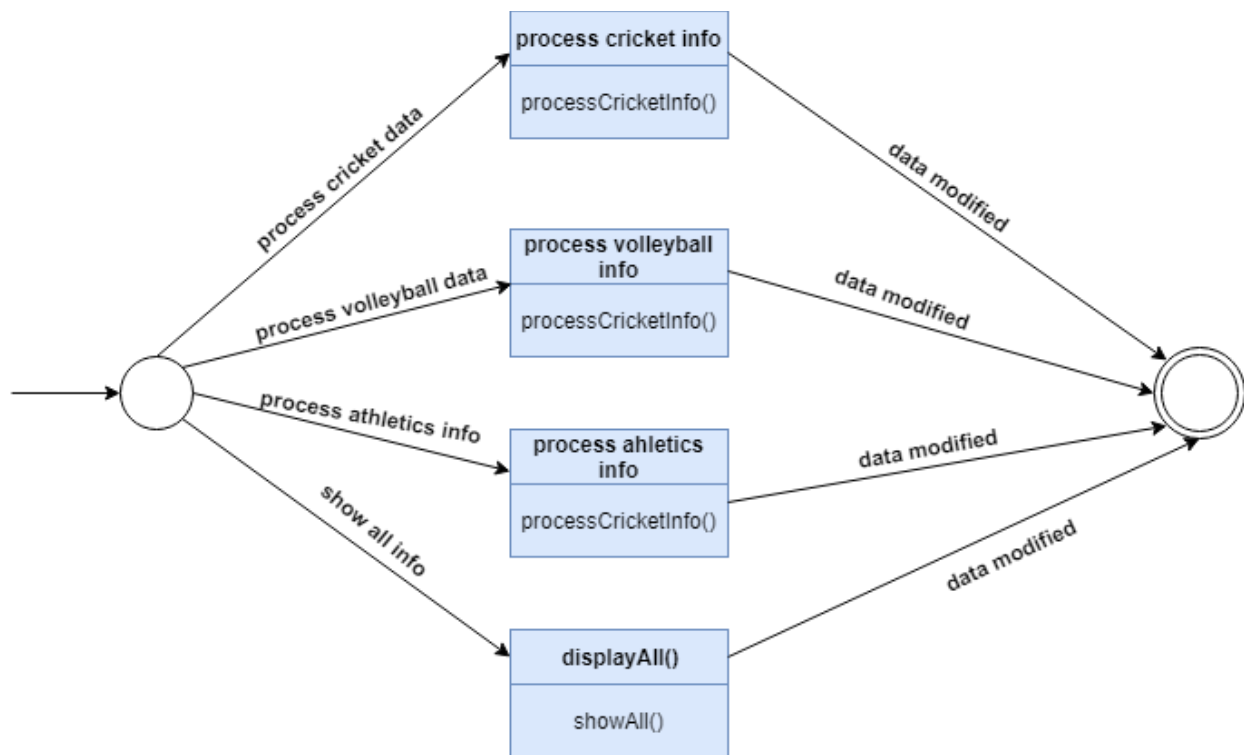 process cricket info
processCricketInfo()
process cricket data
data modified
process volleyball
info
processCricketInfo()
process volleyball data
data modified
process athletics info
process ahletics
info
processCricketInfo()
data modified
show all info
displayAll()
showAll()
data modified